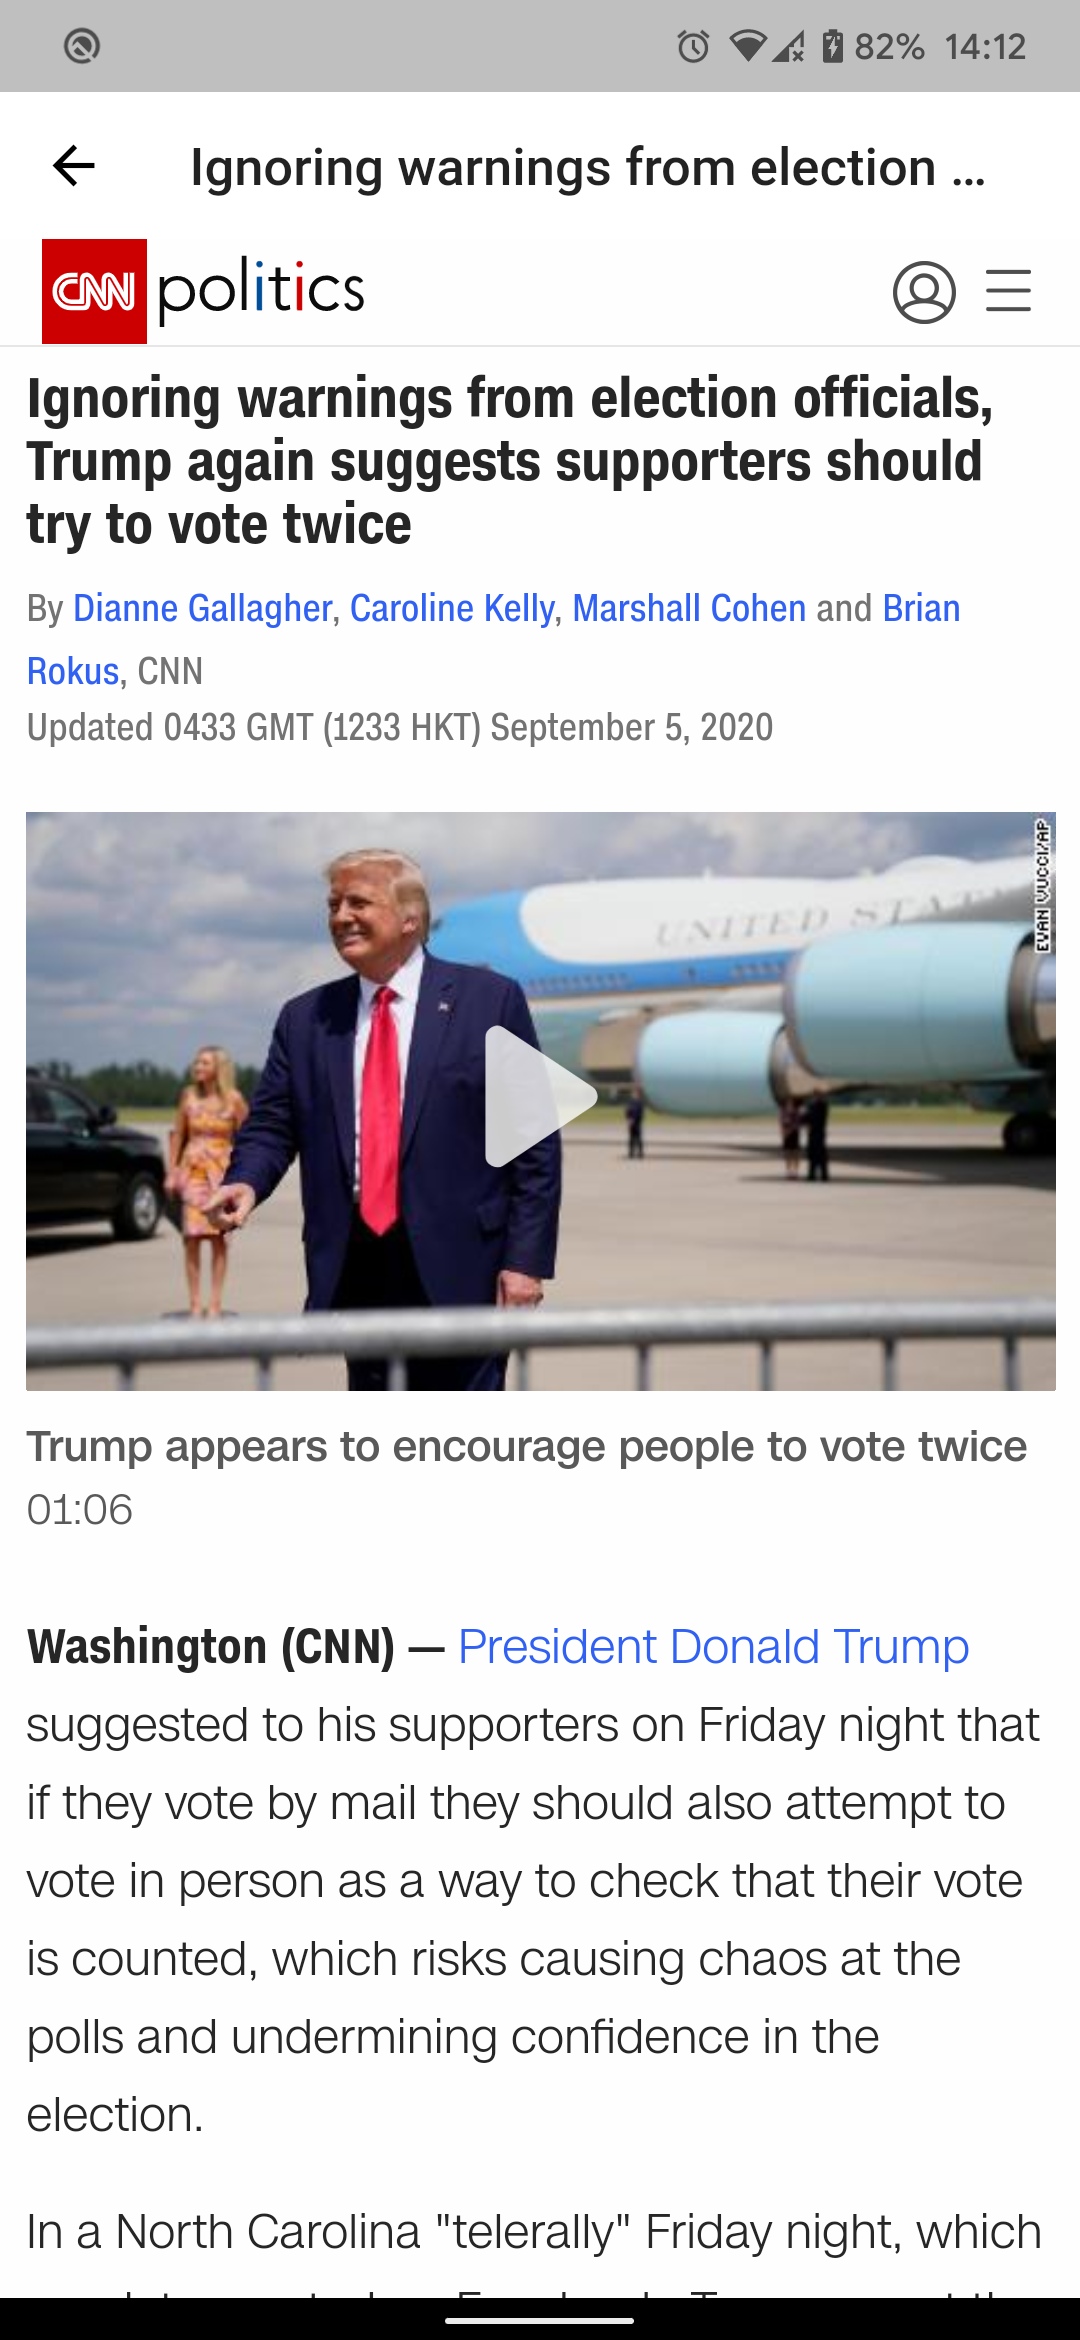 82% 14:12
Ignoring warnings from election ...
CNN politics
Ignoring warnings from election officials,
Trump again suggests supporters should
try to vote twice
By Dianne Gallagher, Caroline Kelly, Marshall Cohen and Brian
Rokus, CNN
Updated 0433 GMT (1233 HKT) September 5, 2020
EVAN VUCCI/AP
UNITED STAT
Trump appears to encourage people to vote twice
01:06
Washington (CNN) — President Donald Trump
suggested to his supporters on Friday night that
if they vote by mail they should also attempt to
vote in person as a way to check that their vote
is counted, which risks causing chaos at the
polls and undermining confidence in the
election.
In a North Carolina "telerally" Friday night, which